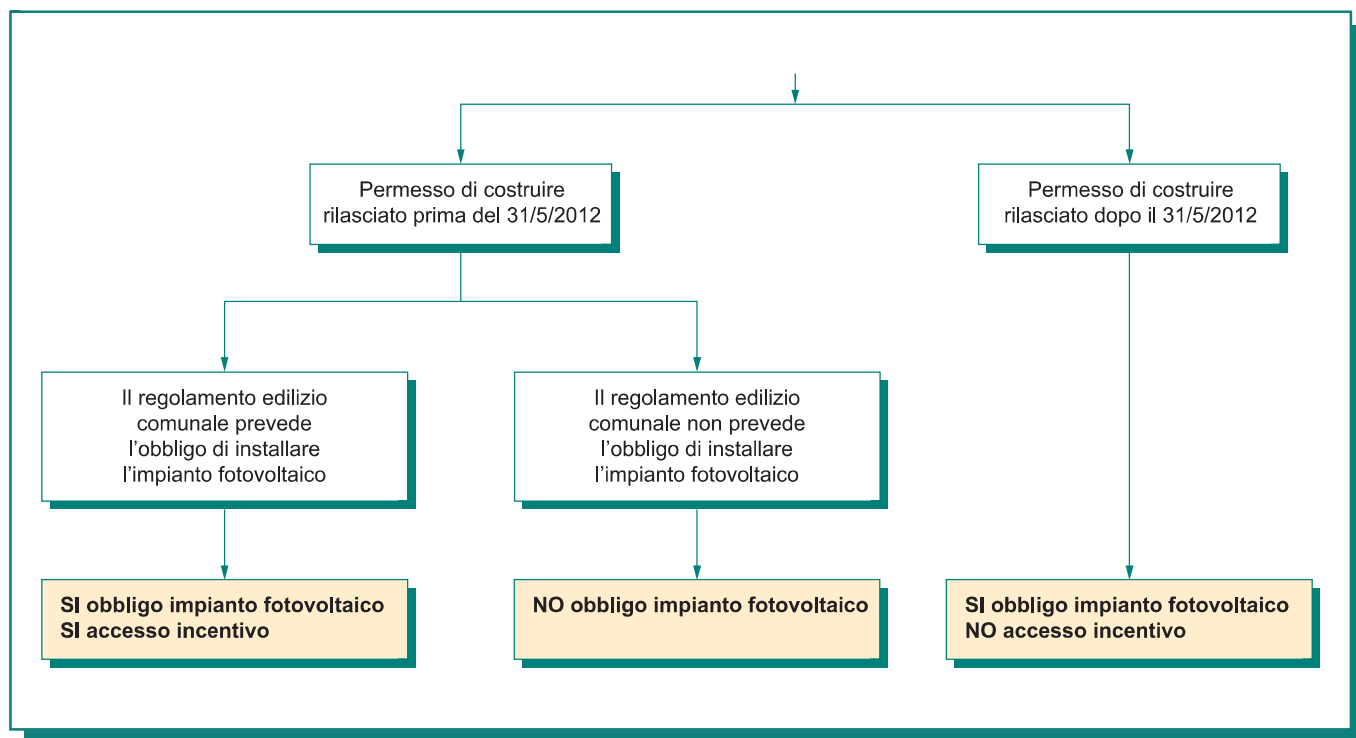 Permesso di costruire
rilasciato prima del 31/5/2012
Permesso di costruire
rilasciato dopo il 31/5/2012
Il regolamento edilizio
comunale prevede
l'obbligo di installare
l'impianto fotovoltaico
Il regolamento edilizio
comunale non prevede
l'obbligo di installare
l'impianto fotovoltaico
SI obbligo impianto fotovoltaico
SI accesso incentivo
NO obbligo impianto fotovoltaico
SI obbligo impianto fotovoltaico
NO accesso incentivo